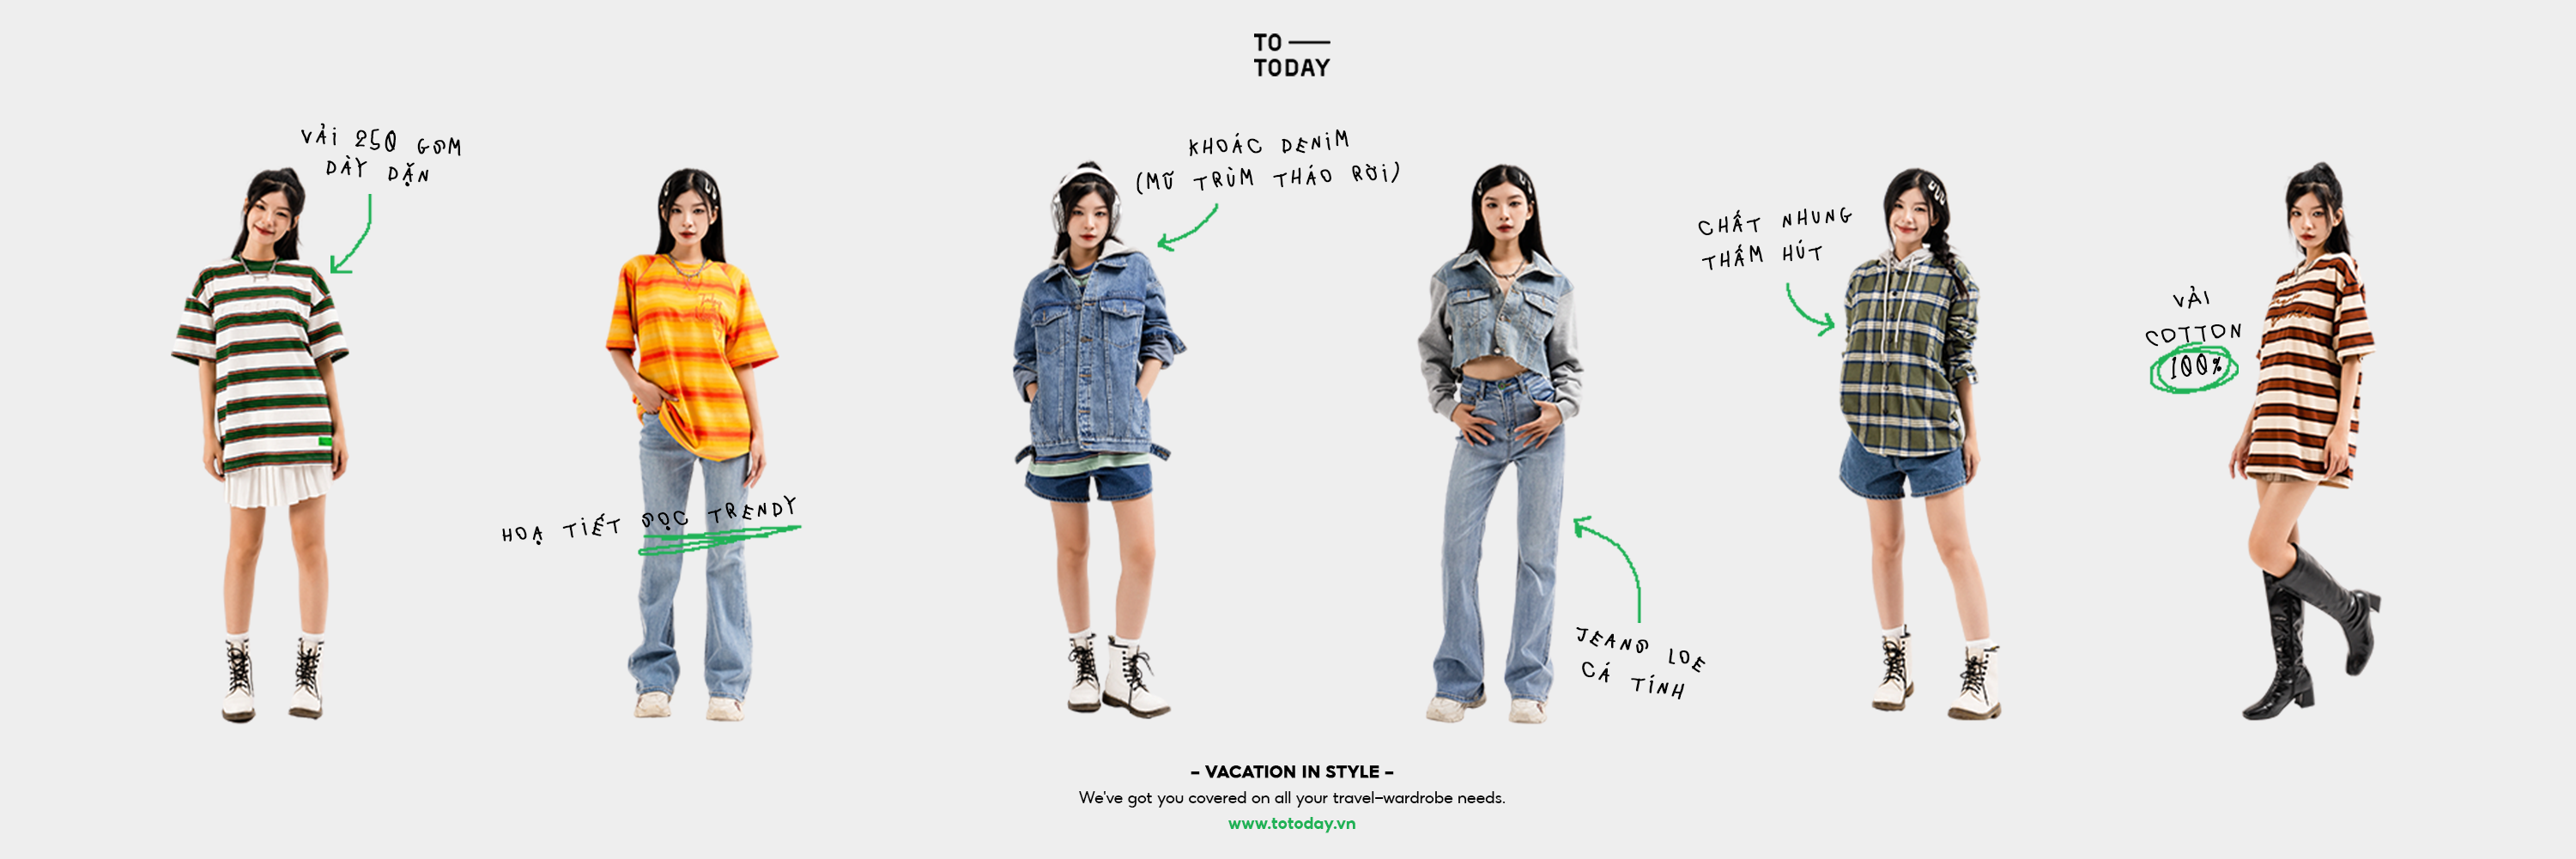 TO —
TODAY
VẢI 250 GSM
DÀY DẶN
HOẠ TIẾT SỌC TRENDY
KHOÁC DENIM
(MŨ TRÙM THÁO RỜI)
JEANS LOE
CÁ TÍNH
CHẤT NHUNG
THẤM HÚT
VẢI
COTTON
100%
– VACATION IN STYLE –
We've got you covered on all your travel–wardrobe needs.
www.totoday.vn